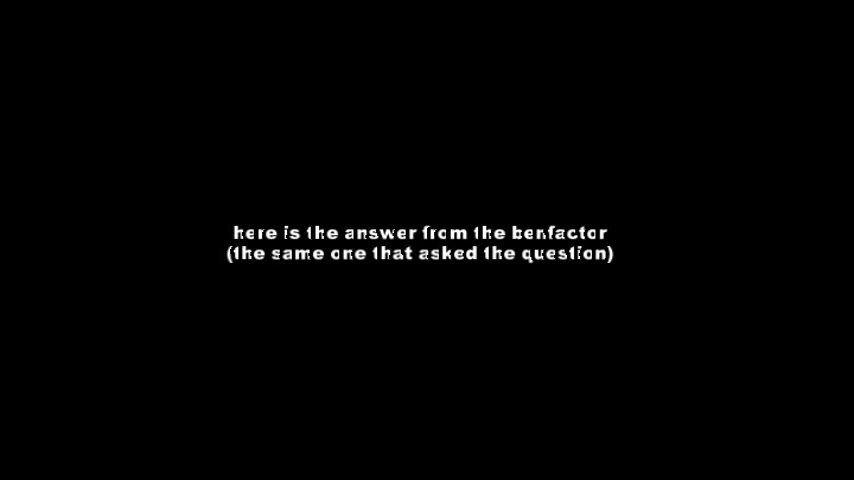 here is the answer from the benfactor
(the same one that asked the question)